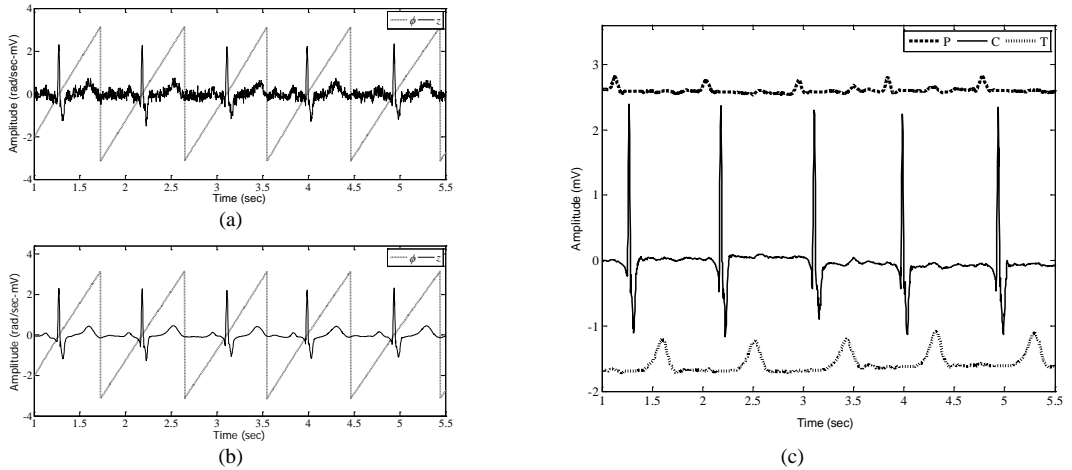 4
2
0
-2
-4
Amplitude (rad/sec-mV)
ϕ z
1 1.5 2 2.5 3 3.5 4 4.5 5 5.5
Time (sec)
(a)
4
2
0
-2
-4
Amplitude (rad/sec-mV)
ϕ z
1 1.5 2 2.5 3 3.5 4 4.5 5 5.5
Time (sec)
(b)
P C T
3
2
1
0
-1
-2
Amplitude (mV)
1 1.5 2 2.5 3 3.5 4 4.5 5 5.5
Time (sec)
(c)